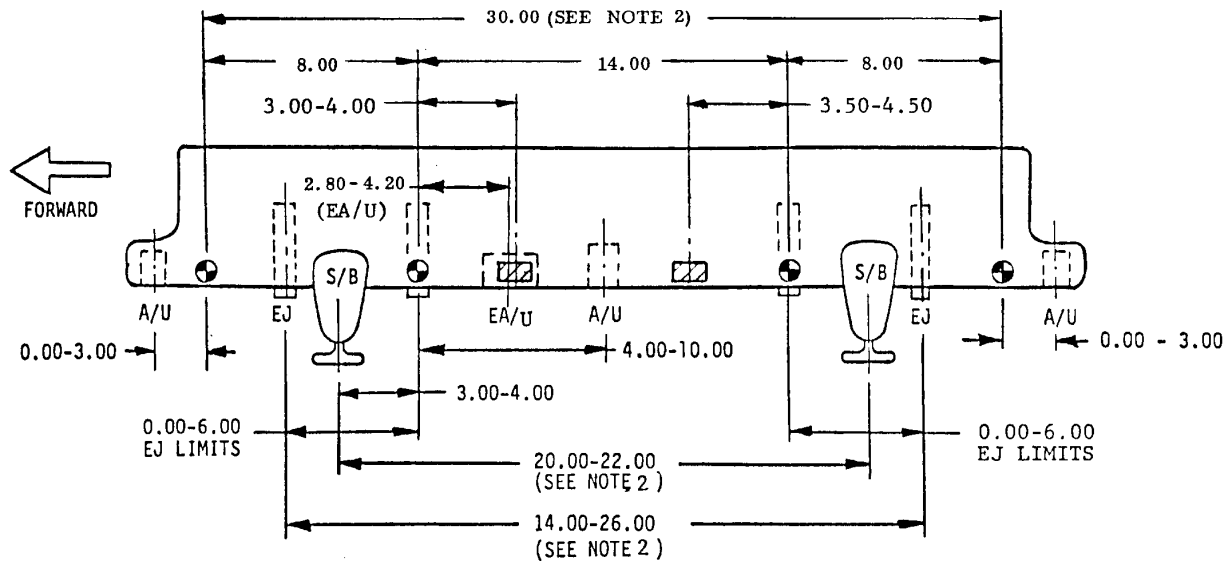 30.00 (SEE NOTE 2)
8.00 14.00 8.00
3.00-4.00 3.50-4.50
FORWARD
2.80-4.20
(EA/U)
S/B S/B
A/U EJ EA/U A/U EJ A/U
0.00-3.00 4.00-10.00 0.00 - 3.00
3.00-4.00
0.00-6.00
EJ LIMITS
0.00-6.00
EJ LIMITS
20.00-22.00
(SEE NOTE 2)
14.00-26.00
(SEE NOTE 2)